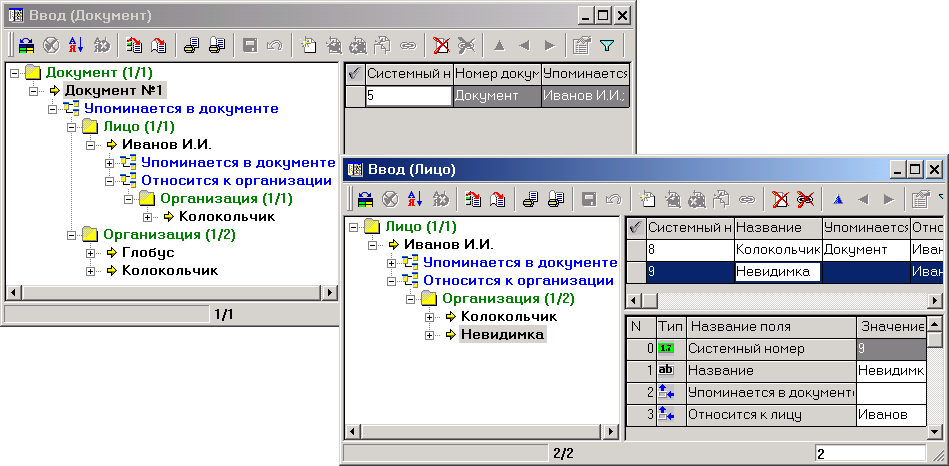 Ввод (Документ)
Документ (1/1)
Документ №1
Упоминается в документе
Лицо (1/1)
Иванов И.И.
Упоминается в документе
Относится к организации
Организация (1/1)
Колокольчик
Организация (1/2)
Глобус
Колокольчик
Системный н Номер докум Упоминается
5 Документ Иванов И.И.;
1/1
Ввод (Лицо)
Лицо (1/1)
Иванов И.И.
Упоминается в документе
Относится к организации
Организация (1/2)
Колокольчик
Невидимка
Системный н Название Упоминается Отно
8 Колокольчик Документ Иван
9 Невидимка Иван
N Тип Название поля Значение
0 1.7 Системный номер 9
1 ab Название Невидимк
2 Упоминается в документе
3 Относится к лицу Иванов
2/2
2